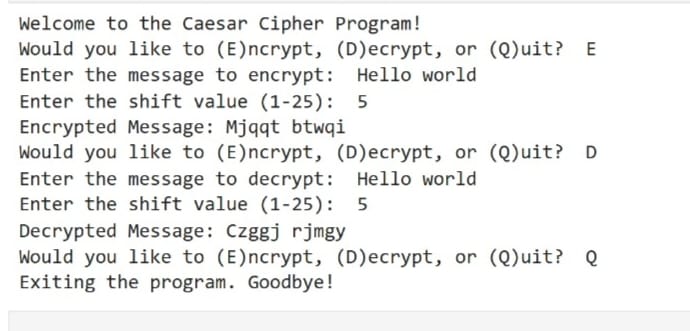 Welcome to the Caesar Cipher Program!
Would you like to (E)ncrypt, (D)ecrypt, or (Q)uit?  E
Enter the message to encrypt:  Hello world
Enter the shift value (1-25):  5
Encrypted Message: Mjqqt btwqi
Would you like to (E)ncrypt, (D)ecrypt, or (Q)uit?  D
Enter the message to decrypt:  Hello world
Enter the shift value (1-25):  5
Decrypted Message: Czggj rjmgy
Would you like to (E)ncrypt, (D)ecrypt, or (Q)uit?  Q
Exiting the program. Goodbye!